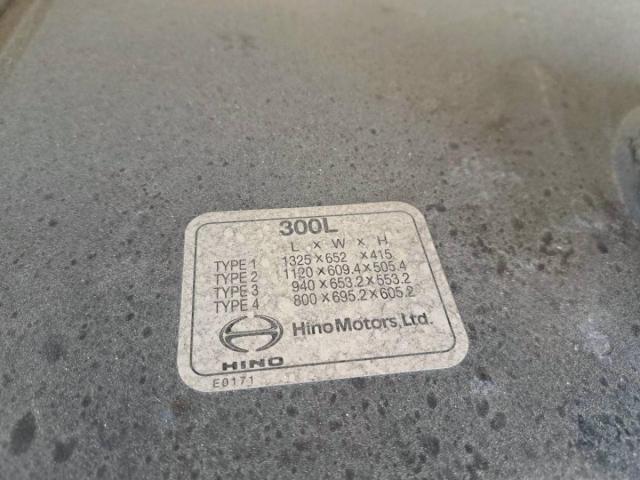 300L
L × W × H
TYPE 1 1325×652 ×415
TYPE 2 1120×609.4×505.4
TYPE 3 940×653.2×553.2
TYPE 4 800×695.2×605.2
HINO
Hino Motors, Ltd.
E0171